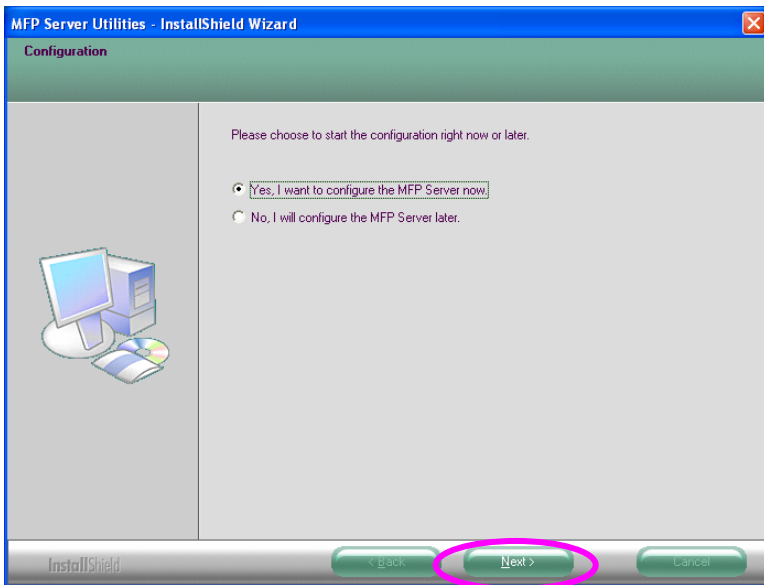 MFP Server Utilities - InstallShield Wizard
Configuration
Please choose to start the configuration right now or later.
Yes, I want to configure the MFP Server now.
No, I will configure the MFP Server later.
InstallShield
< Back
Next >
Cancel